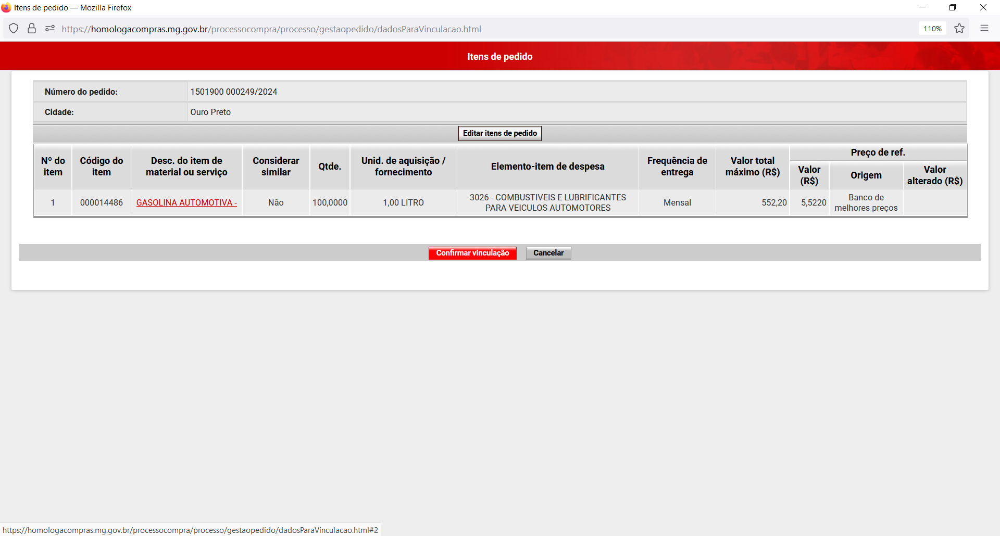 Itens de pedido — Mozilla Firefox
https://homologacompras.mg.gov.br/processocompra/processo/gestaopedido/dadosParaVinculacao.html
110%
Itens de pedido
Número do pedido: 1501900 000249/2024
Cidade: Ouro Preto
Editar itens de pedido
Nº do item
Código do item
Desc. do item de material ou serviço
Considerar similar
Qtde.
Unid. de aquisição / fornecimento
Elemento-item de despesa
Frequência de entrega
Valor total máximo (R$)
Preço de ref.
Valor (R$)
Origem
Valor alterado (R$)
1
000014486
GASOLINA AUTOMOTIVA -
Não
100,0000
1,00 LITRO
3026 - COMBUSTIVEIS E LUBRIFICANTES
PARA VEICULOS AUTOMOTORES
Mensal
552,20
5,5220
Banco de
melhores preços
Confirmar vinculação
Cancelar
https://homologacompras.mg.gov.br/processocompra/processo/gestaopedido/dadosParaVinculacao.html#2